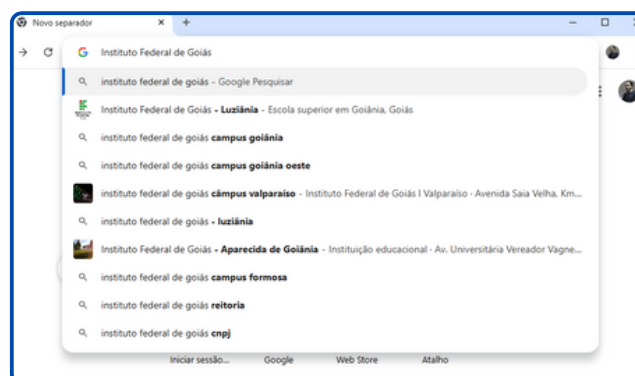 Novo separador
Instituto Federal de Goiás
instituto federal de goiás - Google Pesquisar
Instituto Federal de Goiás - Luziânia - Escola superior em Goiânia, Goiás
instituto federal de goiás campus goiânia
instituto federal de goiás campus goiânia oeste
instituto federal de goiás câmpus valparaíso - Instituto Federal de Goiás | Valparaíso · Avenida Saia Velha, Km...
instituto federal de goiás - luziânia
Instituto Federal de Goiás - Aparecida de Goiânia - Instituição educacional · Av. Universitária Vereador Vagne...
instituto federal de goiás campus formosa
instituto federal de goiás reitoria
instituto federal de goiás cnpj
Iniciar sessão... Google Web Store Atalho